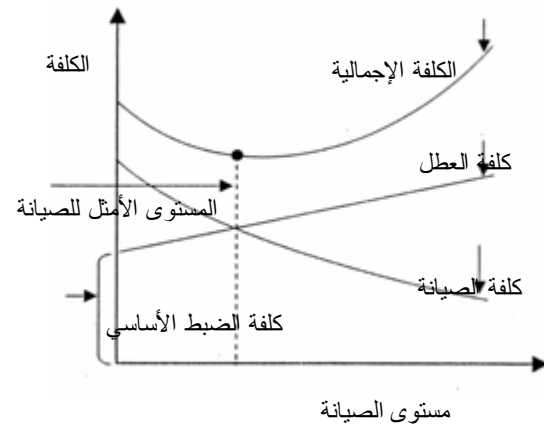 الكلفة
الكلفة الإجمالية
كلفة العطل
المستوى الأمثل للصيانة
كلفة الصيانة
كلفة الضبط الأساسي
مستوى الصيانة